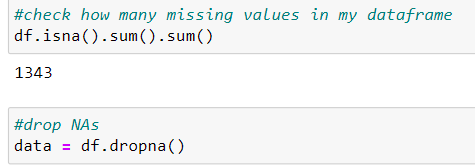 #check how many missing values in my dataframe
df.isna().sum().sum()
1343
#drop NAs
data = df.dropna()